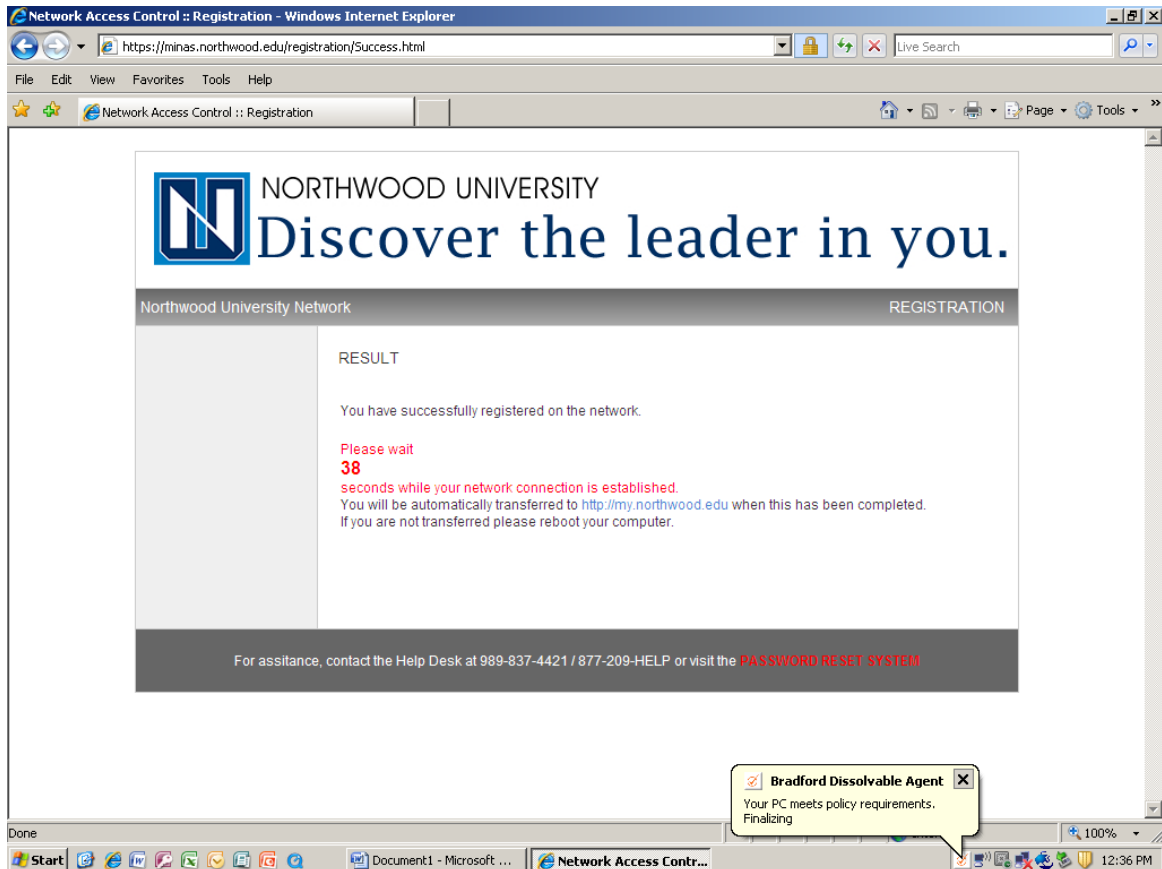 Network Access Control :: Registration - Windows Internet Explorer
https://minas.northwood.edu/registration/Success.html
Live Search
File Edit View Favorites Tools Help
Network Access Control :: Registration
Page Tools
NORTHWOOD UNIVERSITY
Discover the leader in you.
Northwood University Network REGISTRATION
RESULT
You have successfully registered on the network.
Please wait
38
seconds while your network connection is established.
You will be automatically transferred to http://my.northwood.edu when this has been completed.
If you are not transferred please reboot your computer.
For assitance, contact the Help Desk at 989-837-4421 / 877-209-HELP or visit the PASSWORD RESET SYSTEM
Bradford Dissolvable Agent
Your PC meets policy requirements.
Finalizing
Done
100%
Start Document1 - Microsoft ... Network Access Contr... 12:36 PM